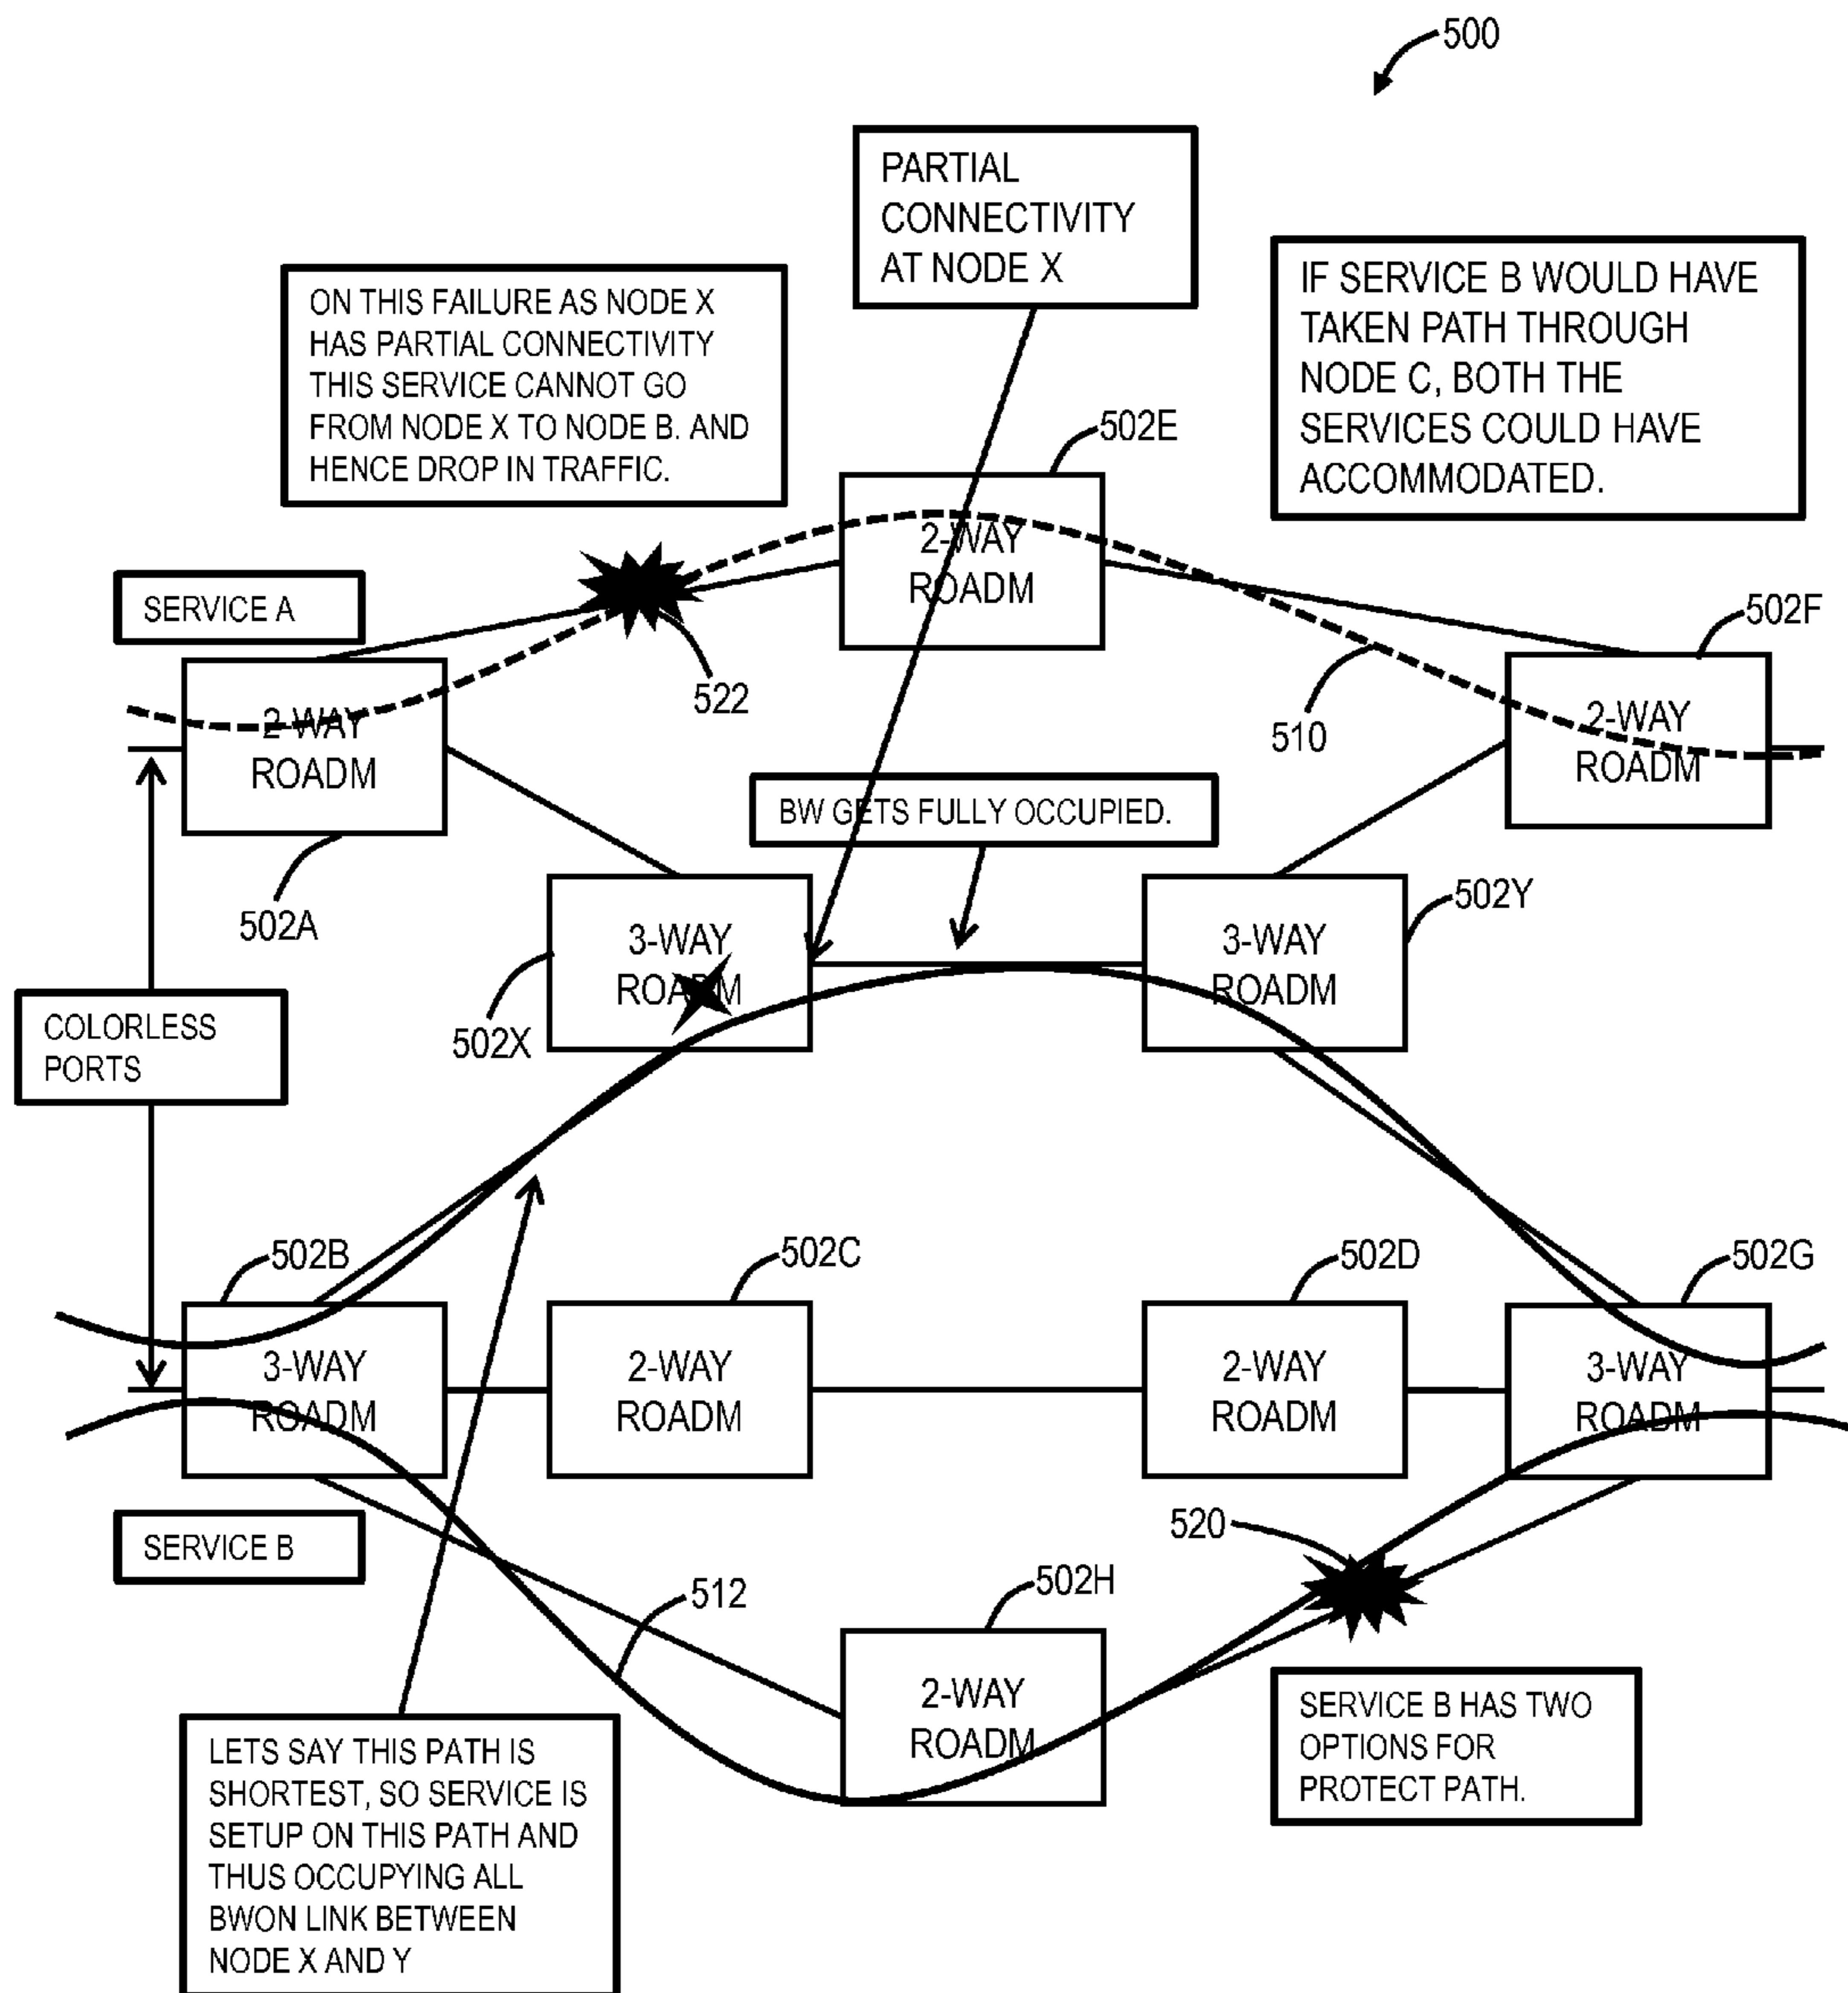 500
PARTIAL
CONNECTIVITY
AT NODE X
IF SERVICE B WOULD HAVE
TAKEN PATH THROUGH
NODE C, BOTH THE
SERVICES COULD HAVE
ACCOMMODATED.
ON THIS FAILURE AS NODE X
HAS PARTIAL CONNECTIVITY
THIS SERVICE CANNOT GO
FROM NODE X TO NODE B. AND
HENCE DROP IN TRAFFIC.
502E
2-WAY
ROADM
SERVICE A
522
502F
2-WAY
ROADM
510
2-WAY
ROADM
502A
BW GETS FULLY OCCUPIED.
3-WAY
ROADM
502X
3-WAY
ROADM
502Y
COLORLESS
PORTS
502B
3-WAY
ROADM
502C
2-WAY
ROADM
502D
2-WAY
ROADM
502G
3-WAY
ROADM
SERVICE B
520
512
502H
2-WAY
ROADM
SERVICE B HAS TWO
OPTIONS FOR
PROTECT PATH.
LETS SAY THIS PATH IS
SHORTEST, SO SERVICE IS
SETUP ON THIS PATH AND
THUS OCCUPYING ALL
BWON LINK BETWEEN
NODE X AND Y